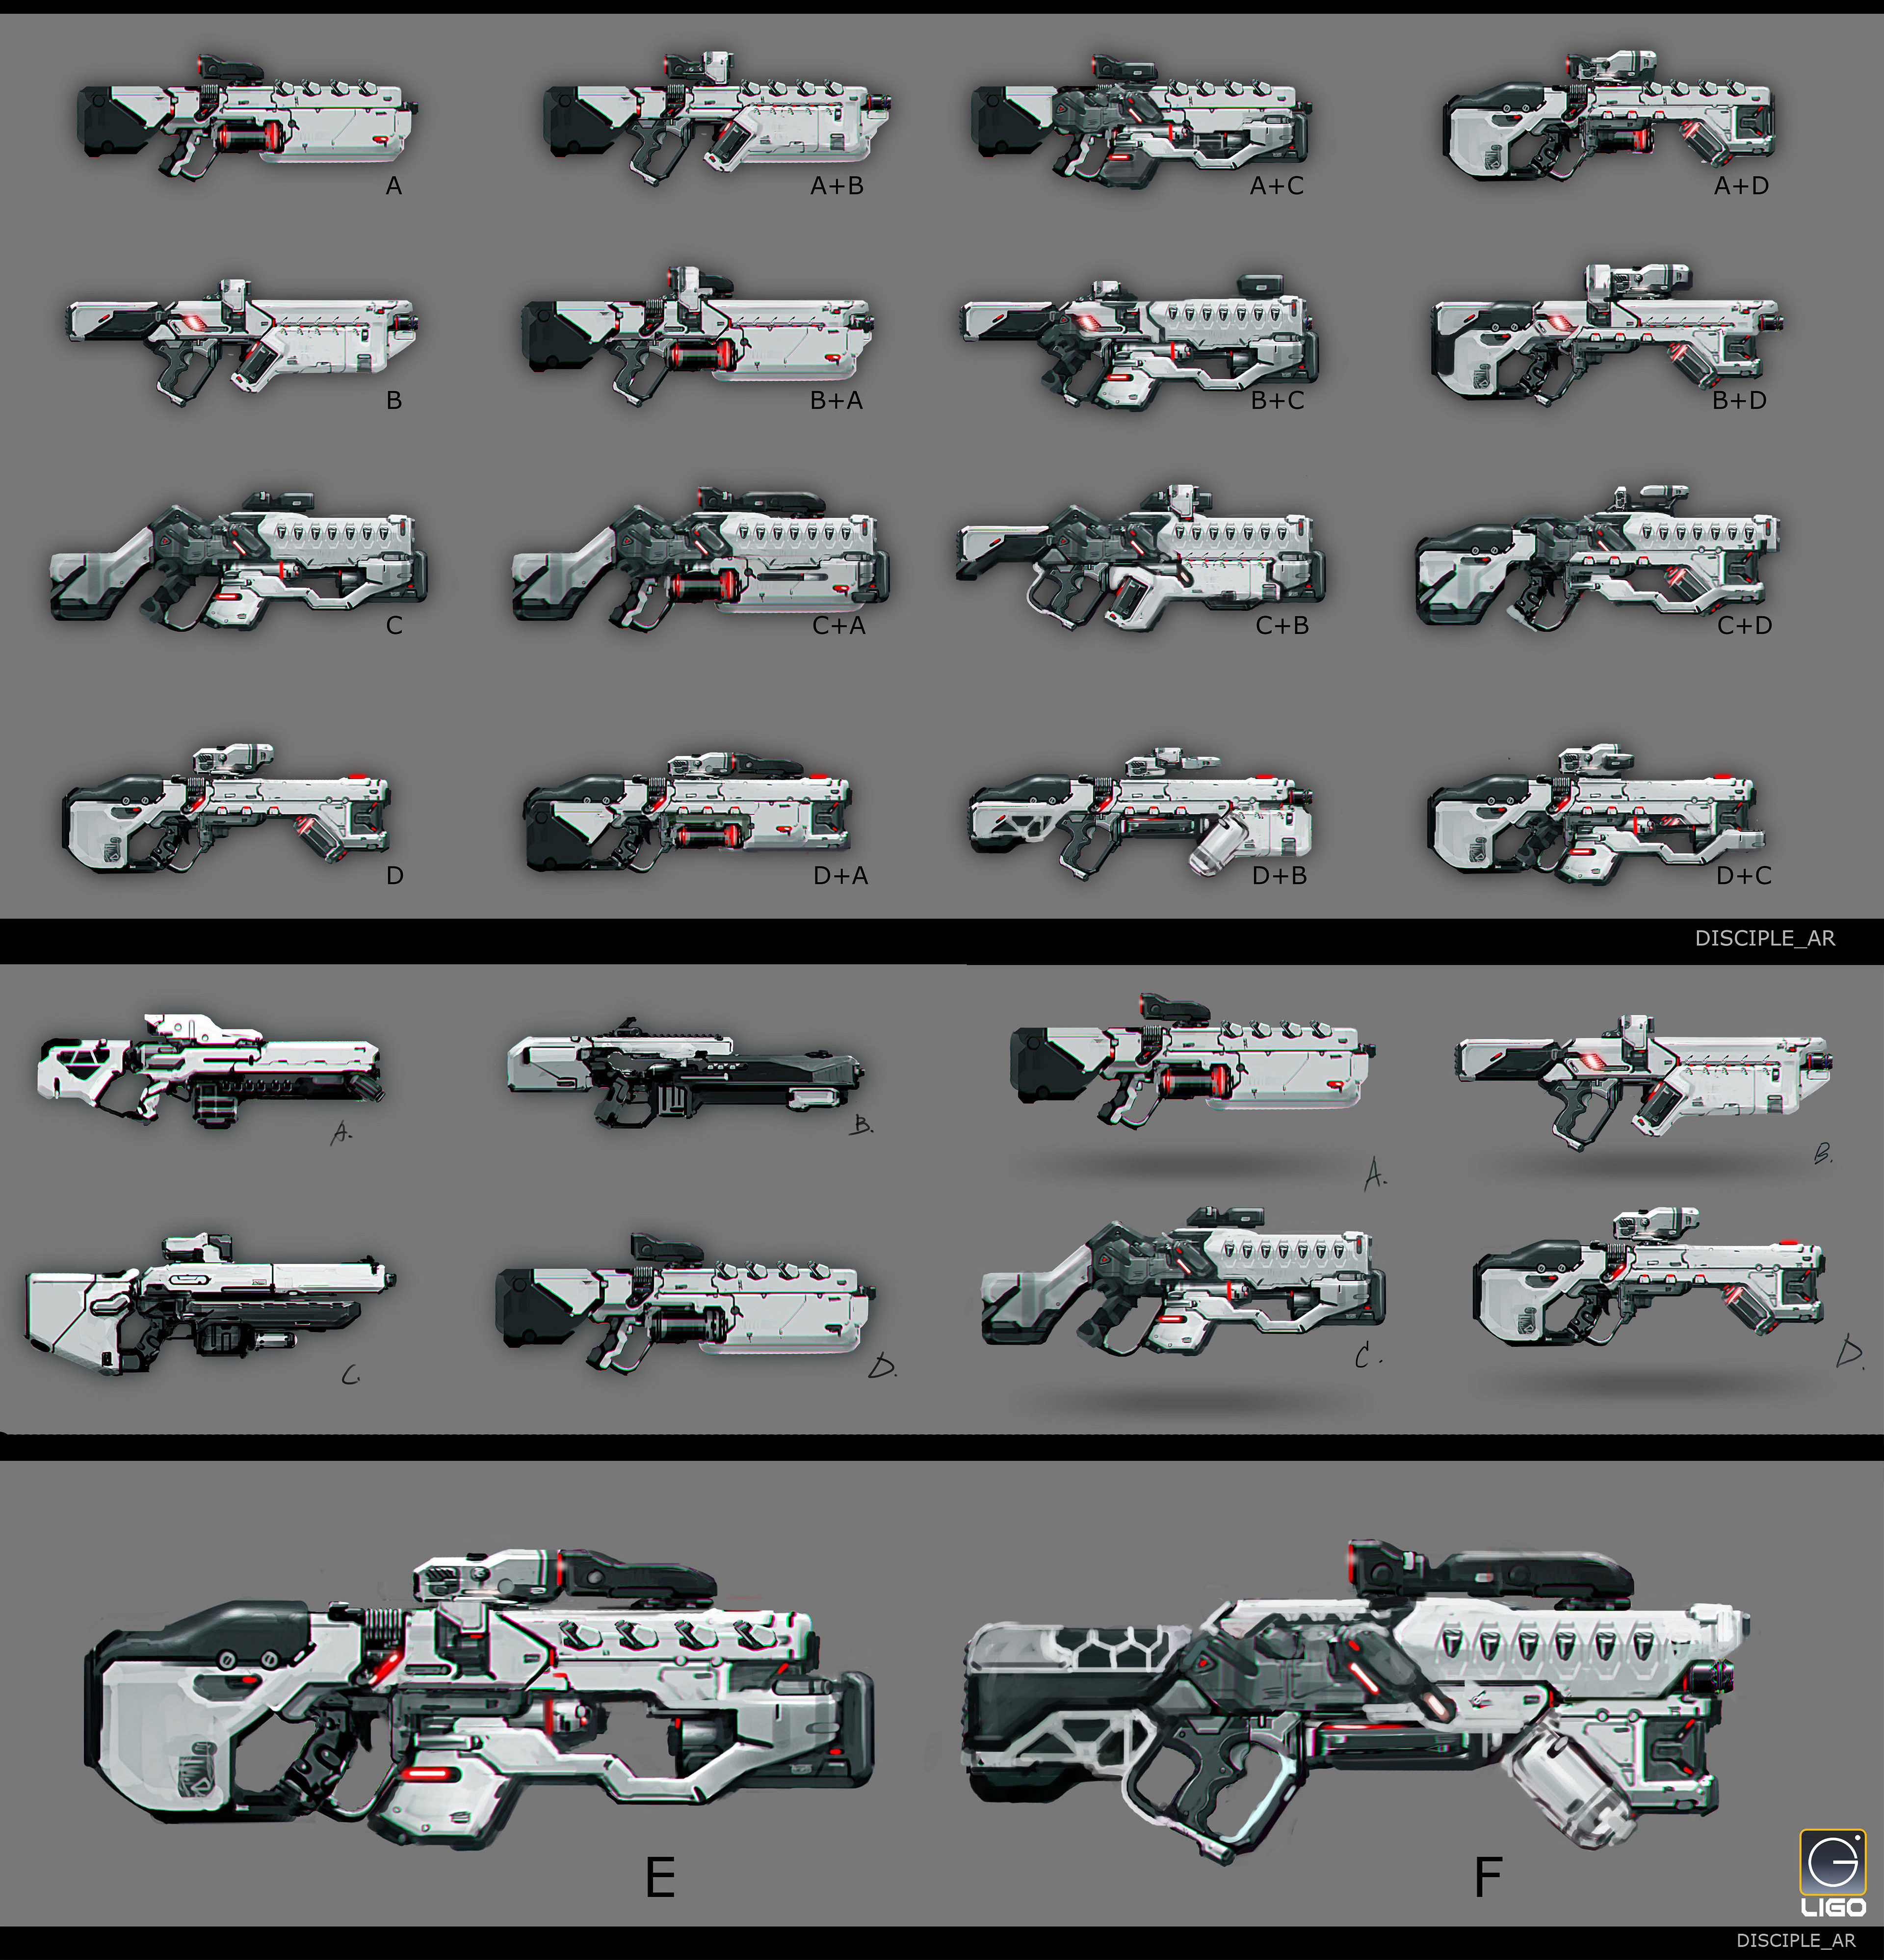 A
A+B
A+C
A+D
B
B+A
B+C
B+D
C
C+A
C+B
C+D
D
D+A
D+B
D+C
DISCIPLE_AR
A.
B.
C.
D.
A.
B.
C.
D.
E
F
LIGO
DISCIPLE_AR